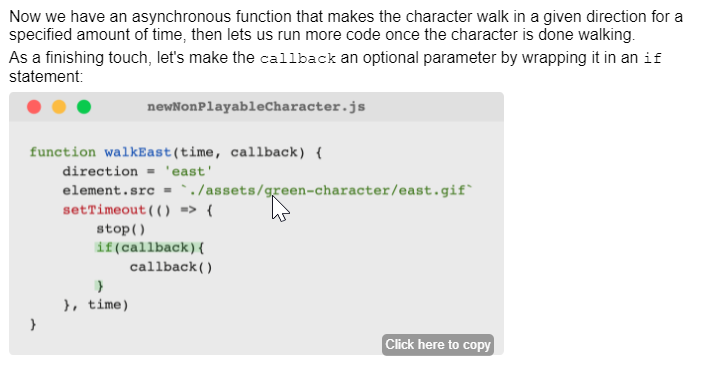 Now we have an asynchronous function that makes the character walk in a given direction for a
specified amount of time, then lets us run more code once the character is done walking.
As a finishing touch, let's make the callback an optional parameter by wrapping it in an if
statement:
newNonPlayableCharacter.js
function walkEast(time, callback) {
    direction = 'east'
    element.src = `./assets/green-character/east.gif`
    setTimeout(() => {
        stop()
        if(callback){
            callback()
        }
    }, time)
}
Click here to copy